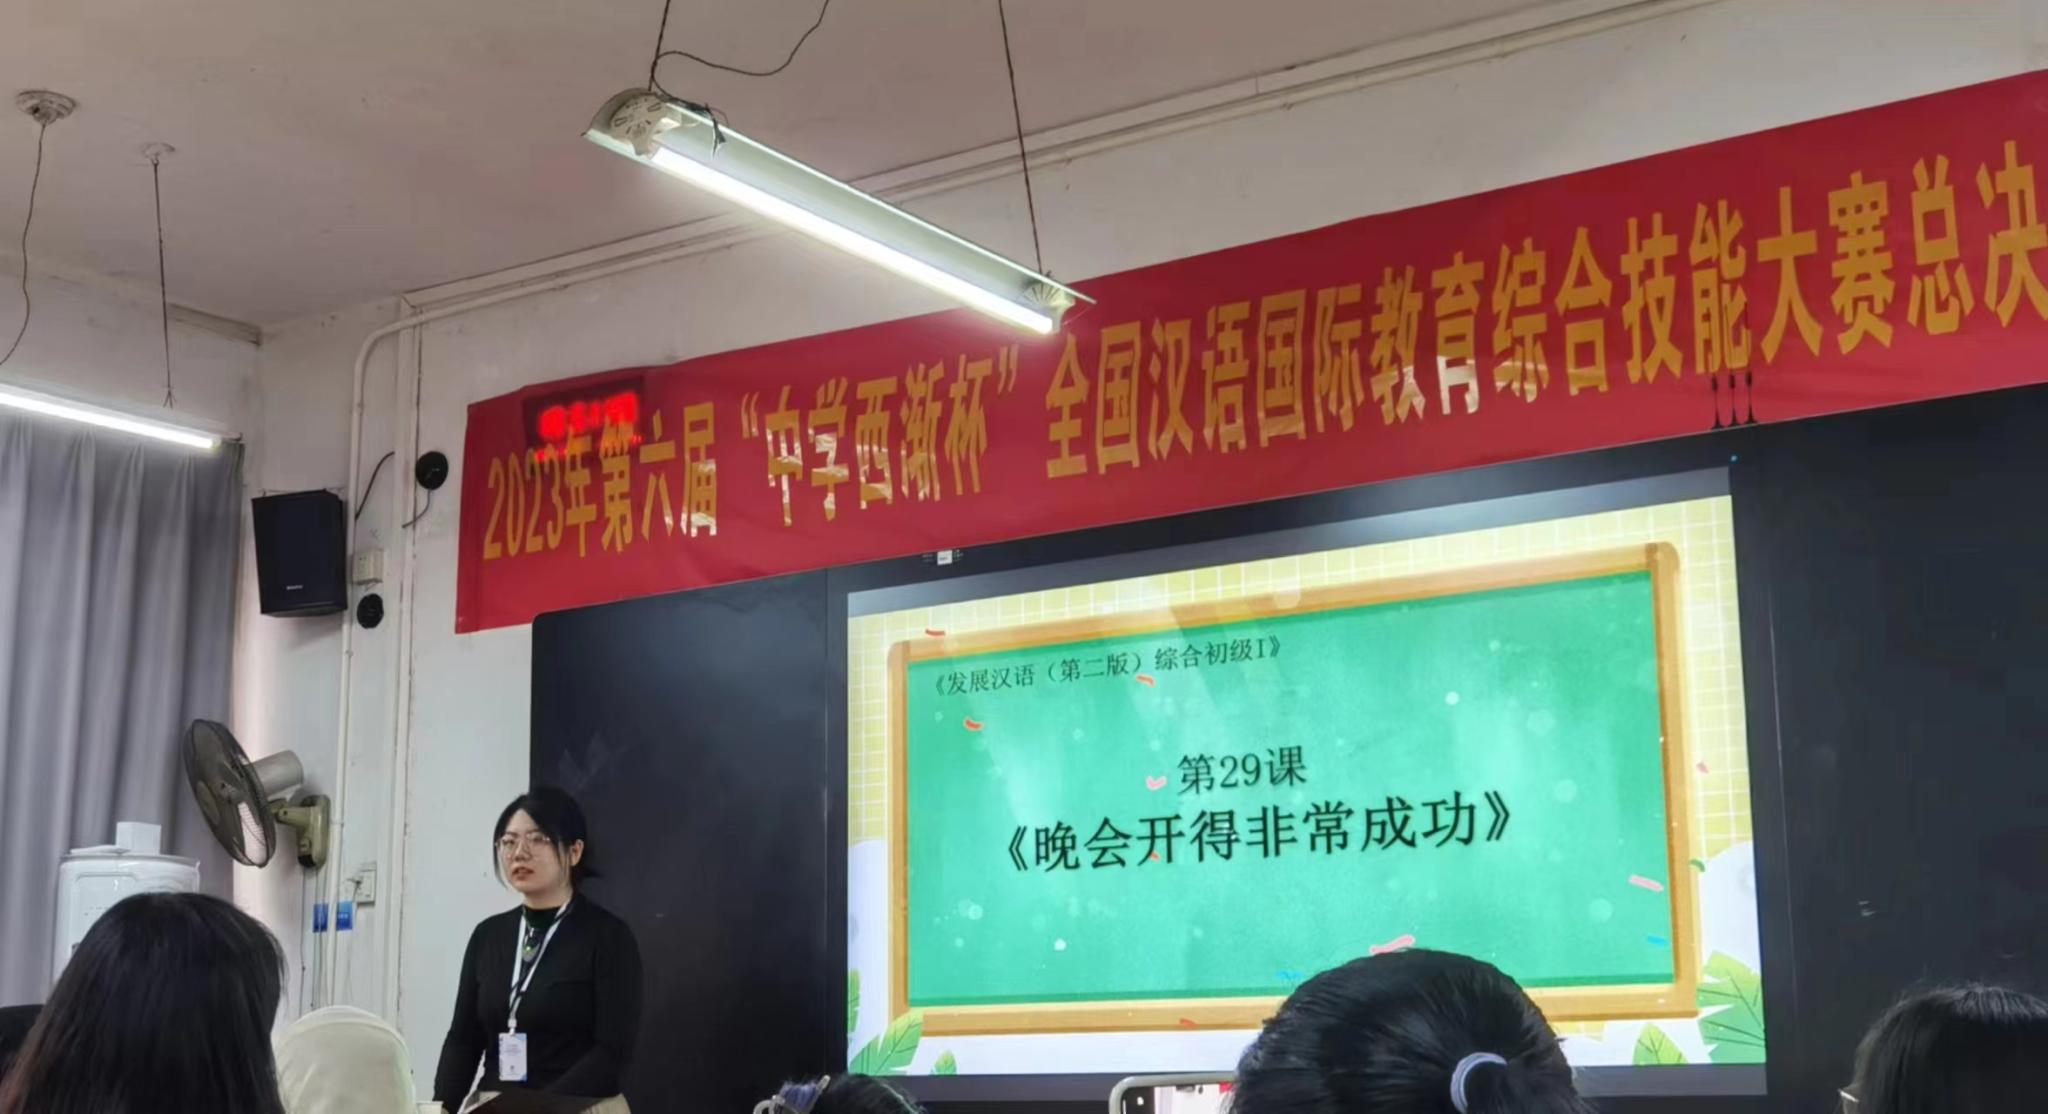 2023年第六届“中学西渐杯”全国汉语国际教育综合技能大赛总决
《发展汉语（第二版）综合初级I》
第29课
《晚会开得非常成功》